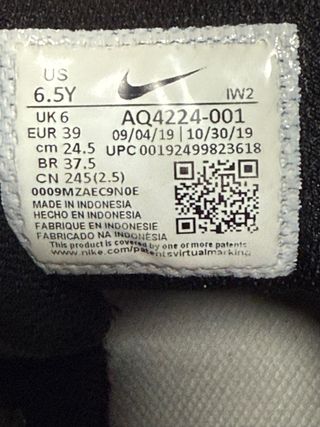 US
6.5Y IW2
UK 6 AQ4224-001
EUR 39 09/04/19 | 10/30/19
cm 24.5 UPC 00192499823618
BR 37.5
CN 245(2.5)
0009MZAEC9N0E
MADE IN INDONESIA
HECHO EN INDONESIA
FABRIQUE EN INDONESIE
FABRICADO NA INDONÉSIA
This product is covered by one or more patents
www.nike.com/patentsvirtualmarking